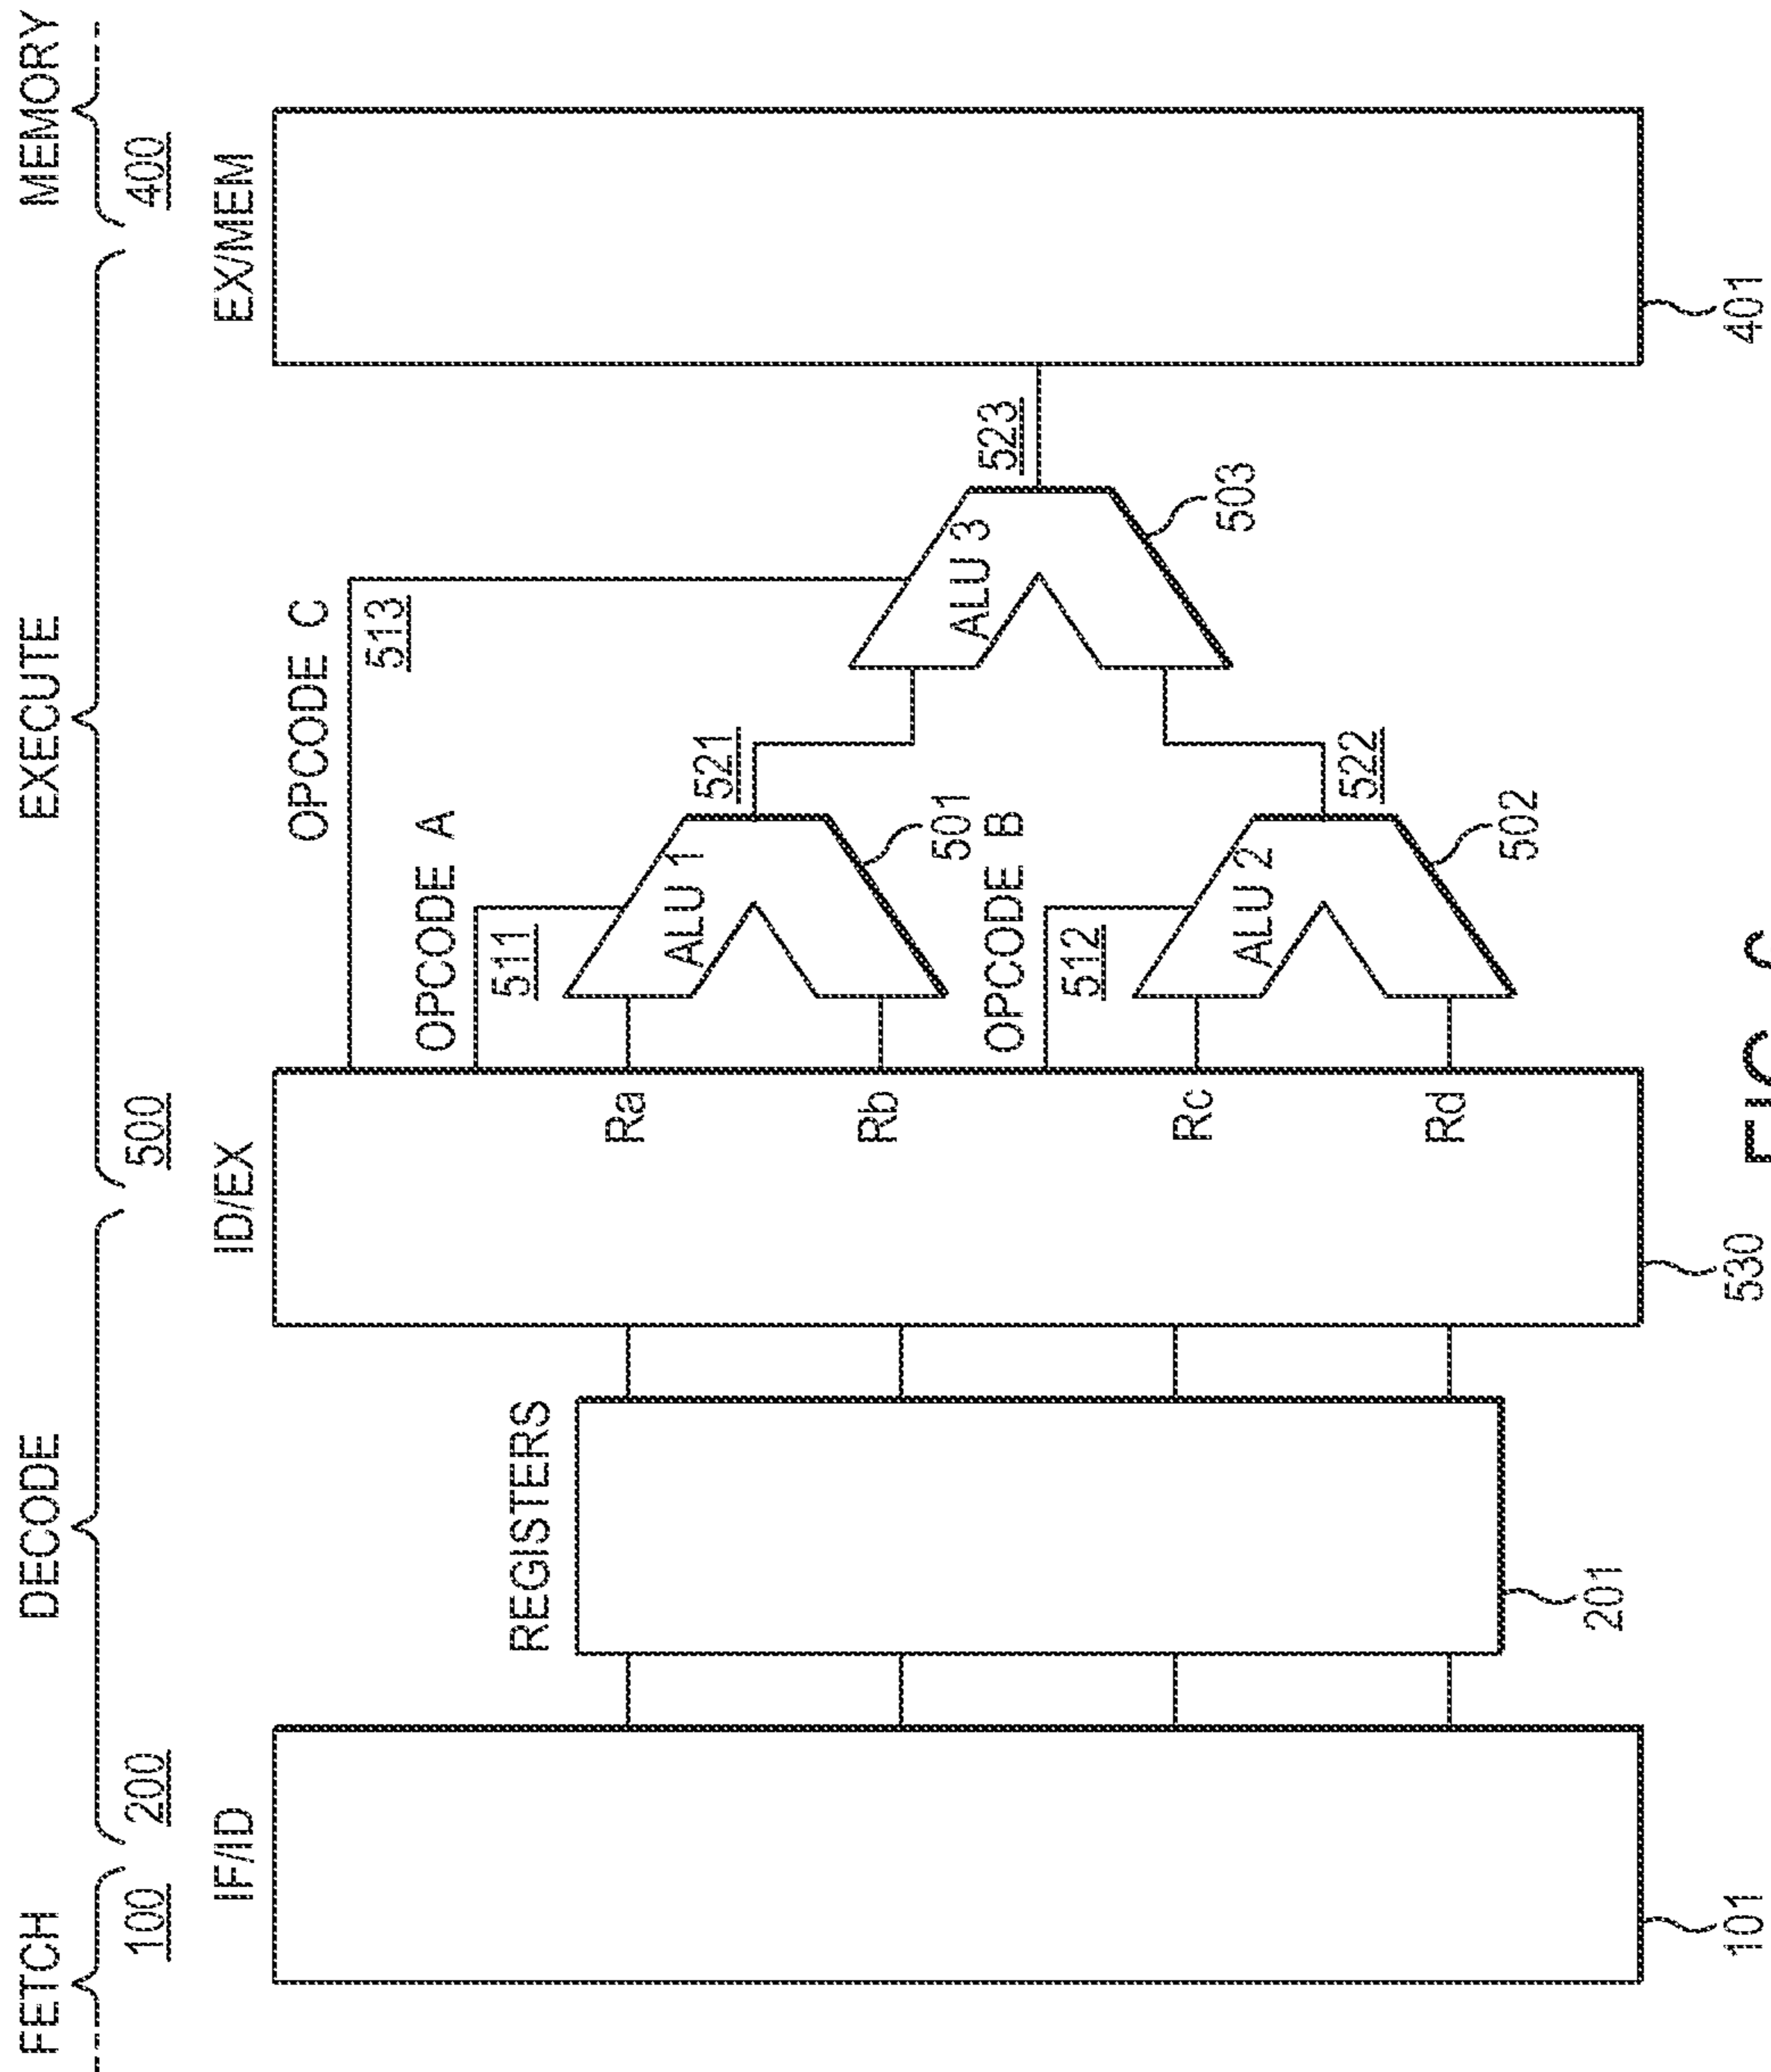 FETCH
DECODE
EXECUTE
MEMORY
100
200
500
400
IF/ID
ID/EX
EX/MEM
OPCODE C
513
OPCODE A
511
REGISTERS
Ra
ALU 1
521
Rb
501
ALU 3
523
OPCODE B
512
503
Rc
ALU 2
522
Rd
502
201
101
530
401